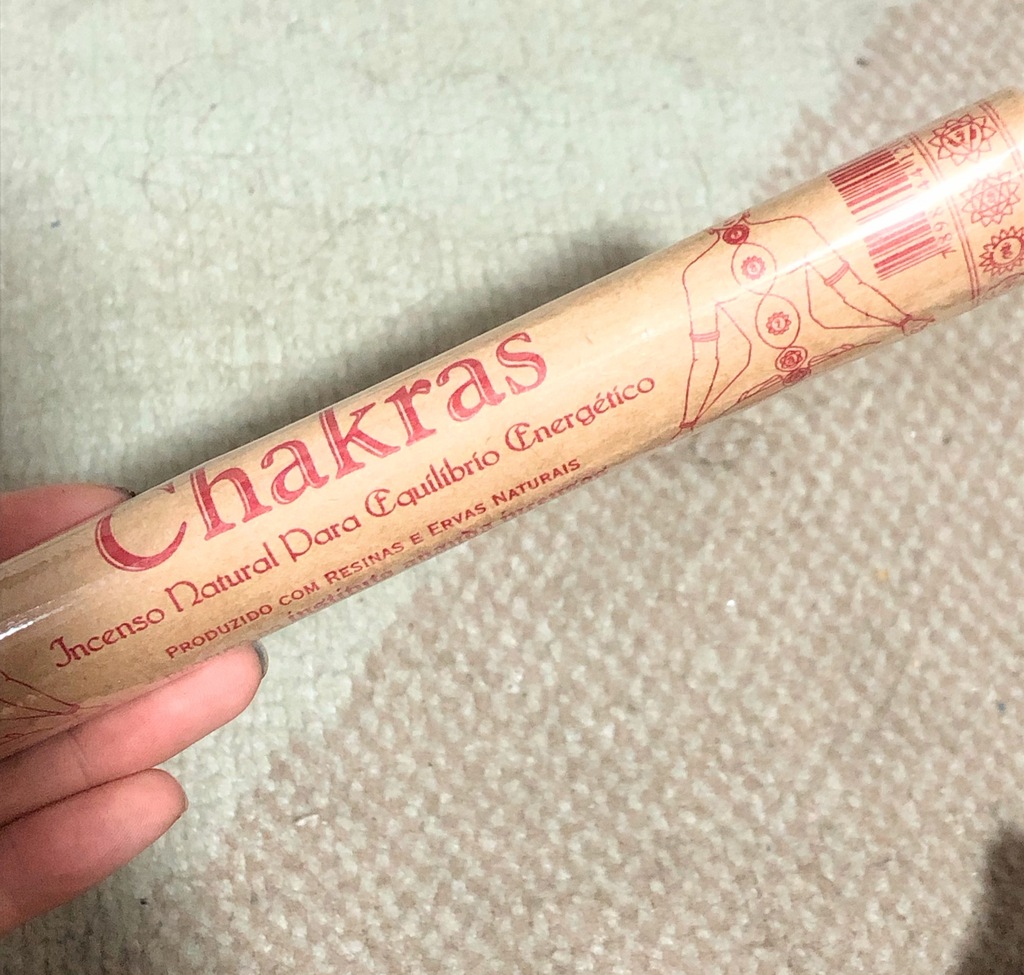 Chakras
Incenso Natural Para Equilíbrio Energético
PRODUZIDO COM RESINAS E ERVAS NATURAIS